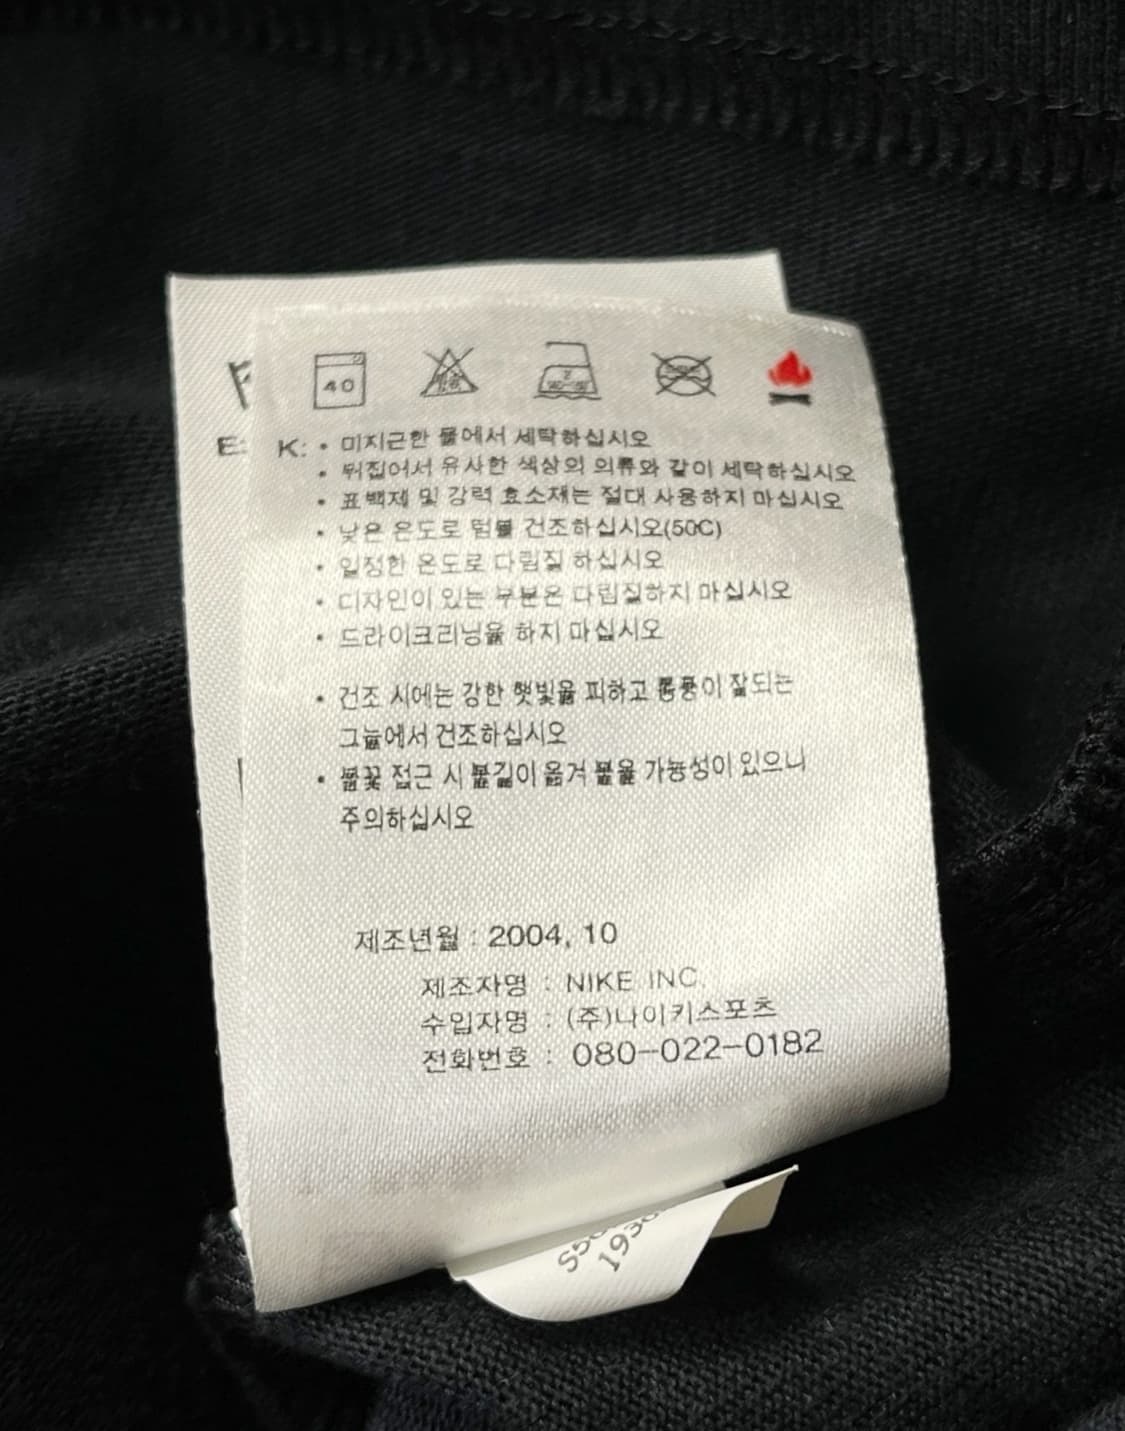 40
E:
K: • 미지근한 물에서 세탁하십시오
• 뒤집어서 유사한 색상의 의류와 같이 세탁하십시오
• 표백제 및 강력 효소재는 절대 사용하지 마십시오
• 낮은 온도로 텀블 건조하십시오(50C)
• 일정한 온도로 다림질 하십시오
• 디자인이 있는 부분은 다림질하지 마십시오
• 드라이크리닝을 하지 마십시오
• 건조 시에는 강한 햇빛을 피하고 통풍이 잘되는
그늘에서 건조하십시오
• 불꽃 접근 시 불길이 옮겨 붙을 가능성이 있으니
주의하십시오
제조년월 : 2004, 10
제조자명 : NIKE INC.
수입자명 : (주)나이키스포츠
전화번호 : 080-022-0182